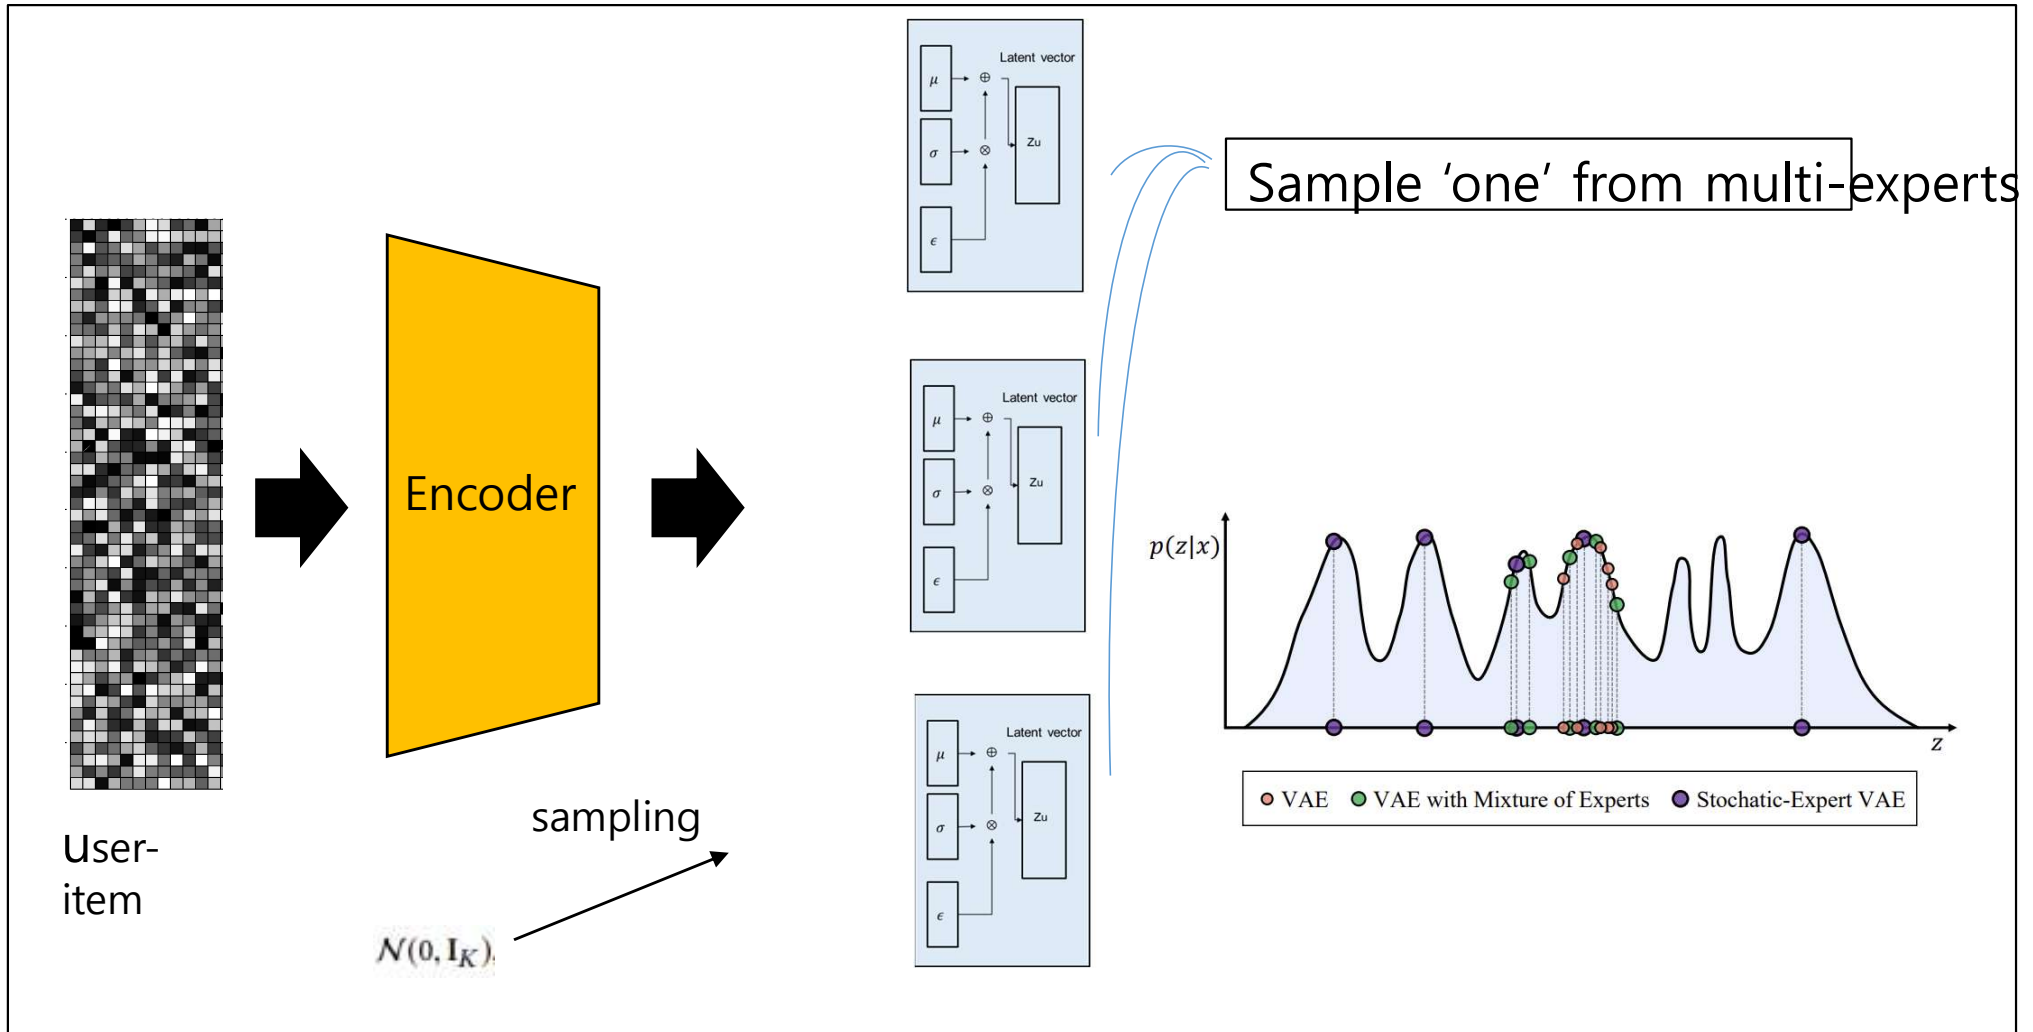 user-
item
Encoder
sampling
𝒩(0, I_K),
Latent vector
μ
σ
ϵ
⊕
⊗
Zu
Latent vector
μ
σ
ϵ
⊕
⊗
Zu
Latent vector
μ
σ
ϵ
⊕
⊗
Zu
Sample ‘one’ from multi-experts
p(z|x)
z
VAE
VAE with Mixture of Experts
Stochatic-Expert VAE